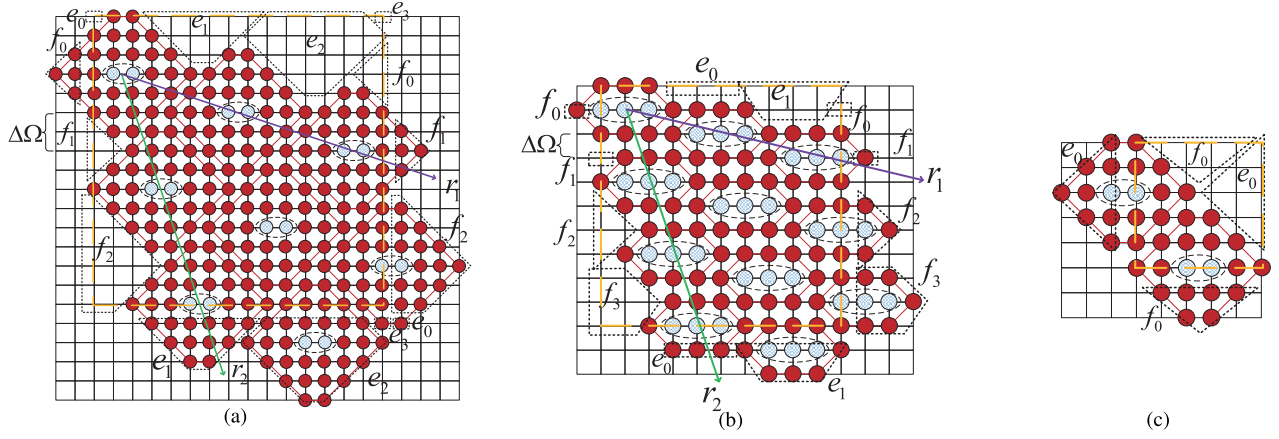 e₀
e₁
e₂
e₃
f₀
f₀
ΔΩ
f₁
f₁
r₁
f₂
f₂
e₀
e₁
r₂
e₃
e₂
(a)
e₀
e₁
f₀
f₀
ΔΩ
f₁
f₁
r₁
f₂
f₂
f₃
f₃
e₀
r₂
e₁
(b)
e₀
f₀
e₀
f₀
(c)